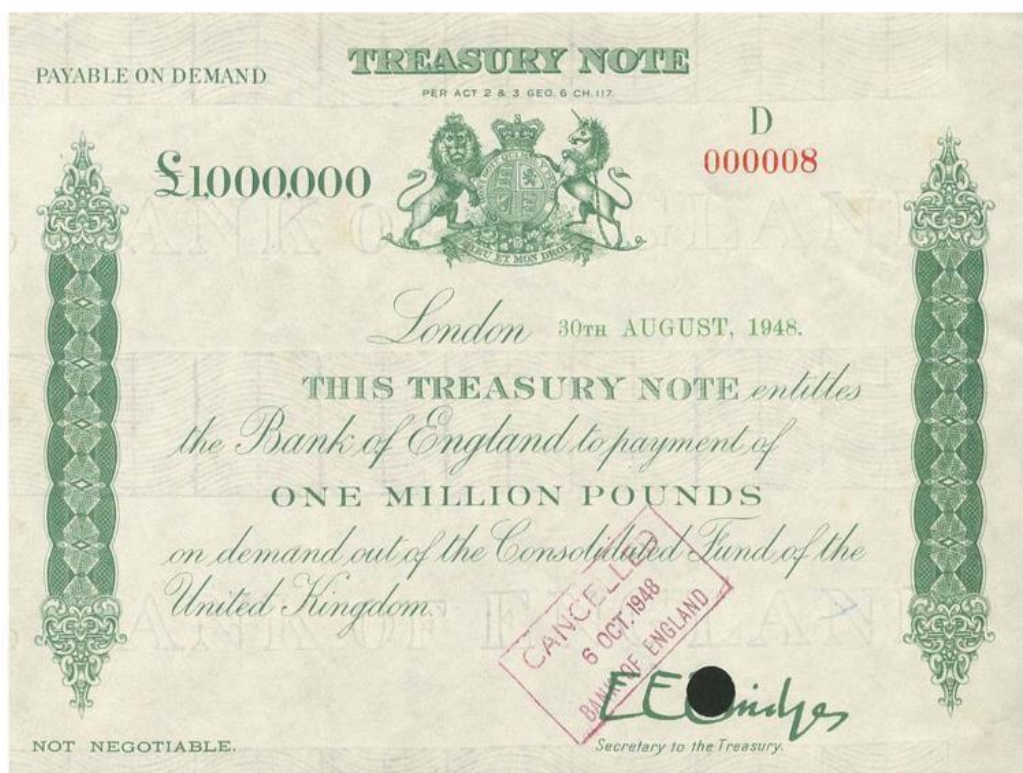 TREASURY NOTE
PAYABLE ON DEMAND
PER ACT 2 & 3 GEO. 6 CH. 117.
D
£1,000,000
000008
DIEU ET MON DROIT
London 30TH AUGUST, 1948.
THIS TREASURY NOTE entitles
the Bank of England to payment of
ONE MILLION POUNDS
on demand out of the Consolidated Fund of the
United Kingdom.
CANCELLED
6 OCT. 1948
BANK OF ENGLAND
NOT NEGOTIABLE.
Secretary to the Treasury.